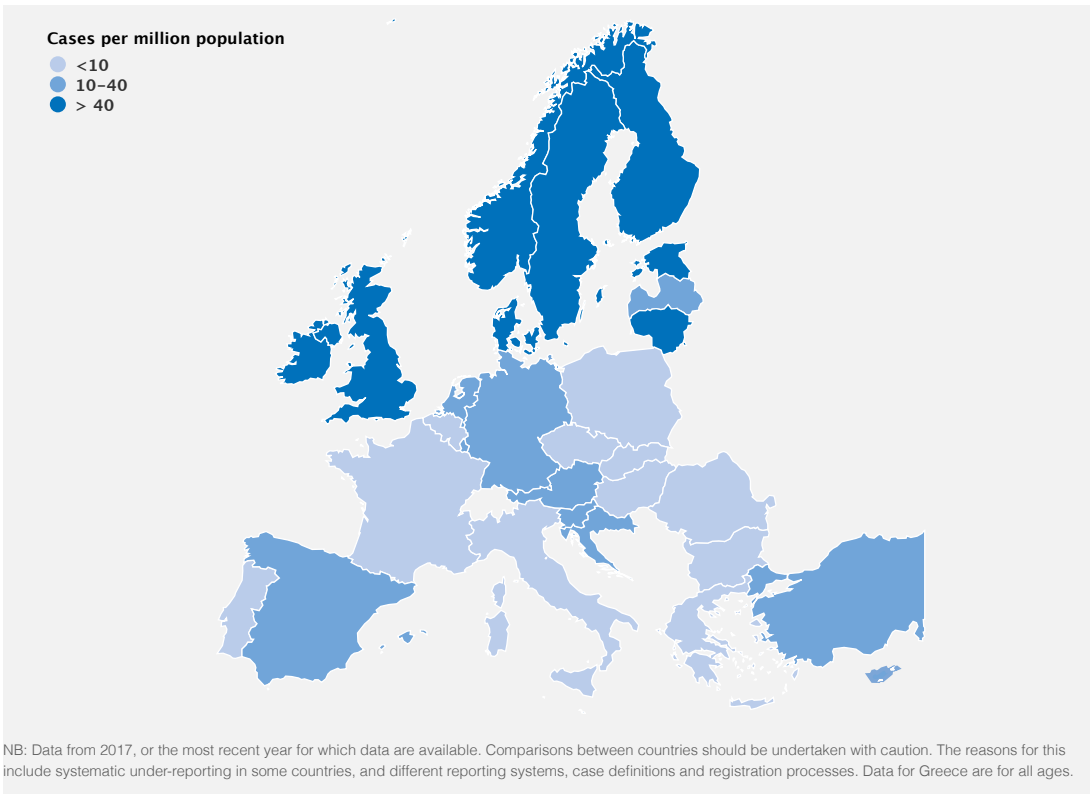 Cases per million population
<10
10–40
> 40
NB: Data from 2017, or the most recent year for which data are available. Comparisons between countries should be undertaken with caution. The reasons for this
include systematic under-reporting in some countries, and different reporting systems, case definitions and registration processes. Data for Greece are for all ages.